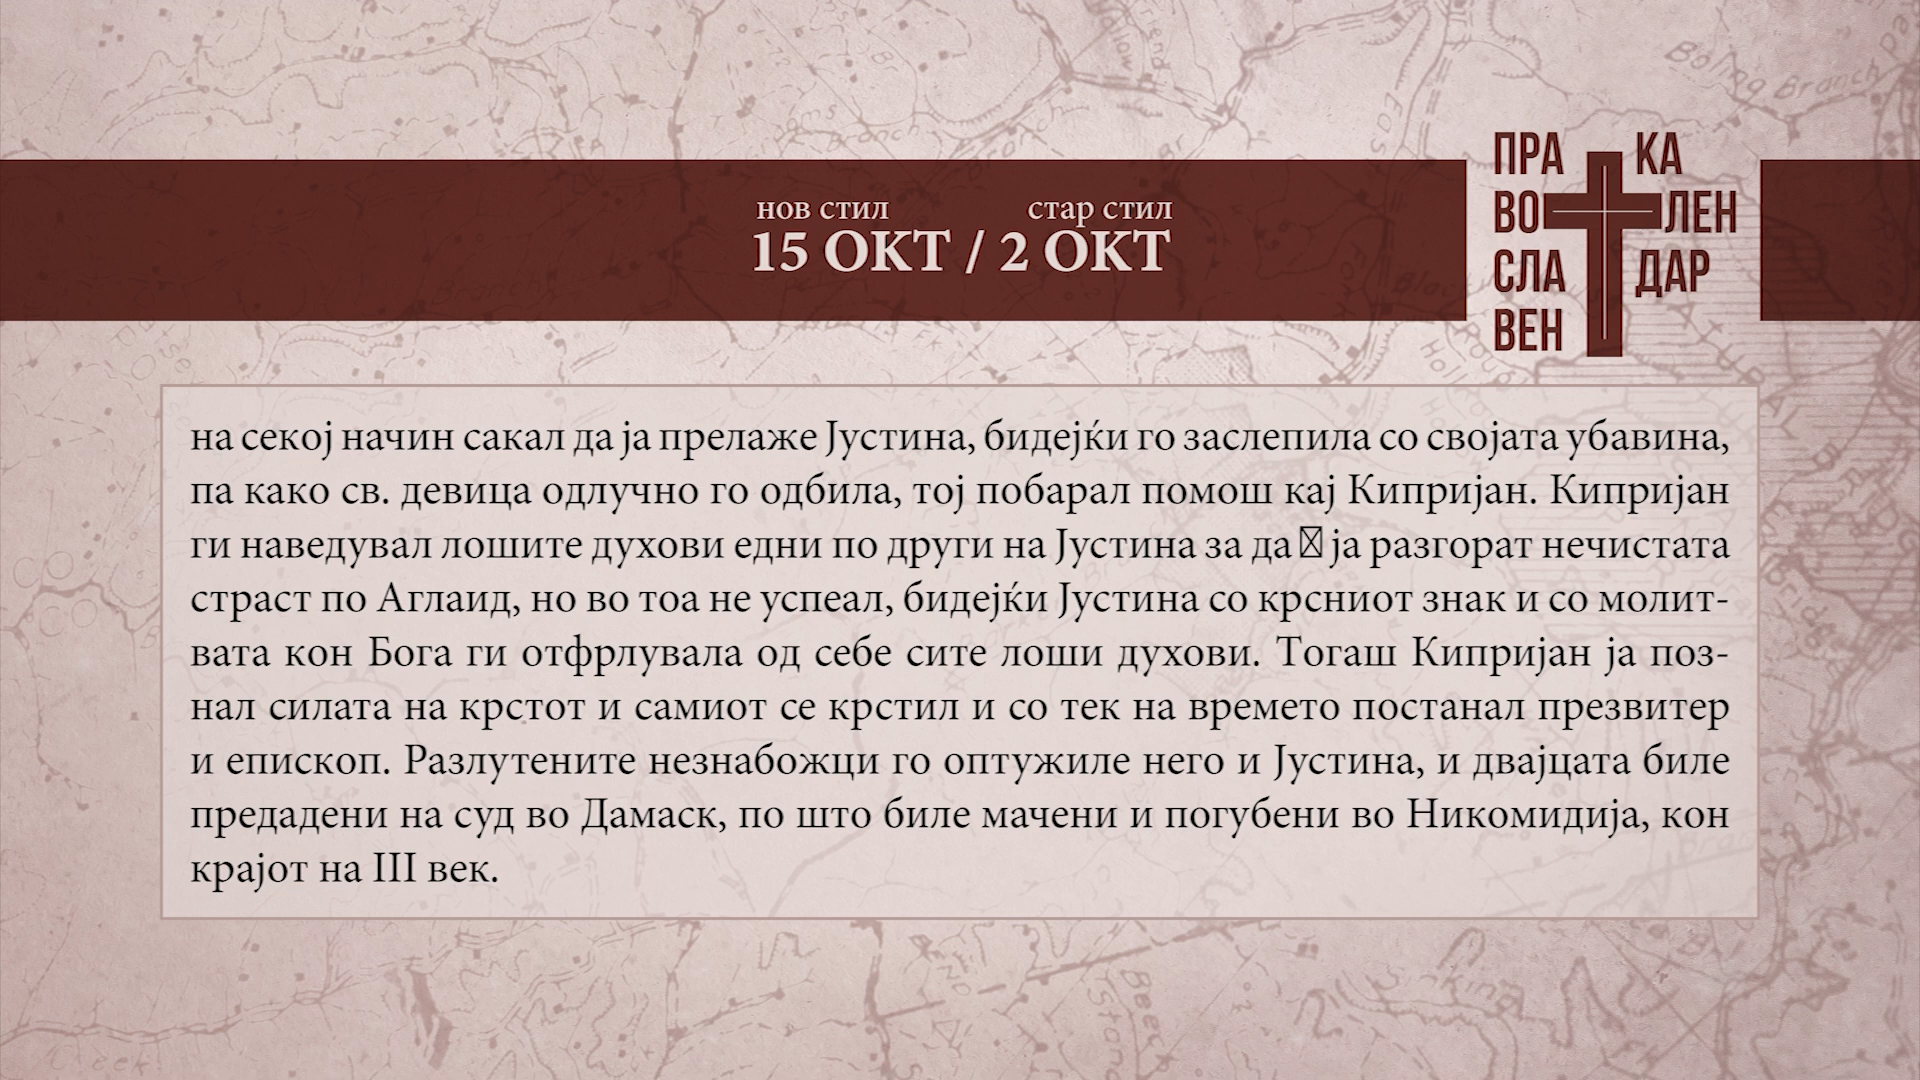 нов стил
стар стил
15 ОКТ / 2 ОКТ
ПРА
ВО
СЛА
ВЕН
КА
ЛЕН
ДАР
на секој начин сакал да ја прелаже Јустина, бидејќи го заслепила со својата убавина,
па како св. девица одлучно го одбила, тој побарал помош кај Кипријан. Кипријан
ги наведувал лошите духови едни по други на Јустина за да ја разгорат нечистата
страст по Аглаид, но во тоа не успеал, бидејќи Јустина со крсниот знак и со молит-
вата кон Бога ги отфрлувала од себе сите лоши духови. Тогаш Кипријан ја поз-
нал силата на крстот и самиот се крстил и со тек на времето постанал презвитер
и епископ. Разлутените незнабожци го оптужиле него и Јустина, и двајцата биле
предадени на суд во Дамаск, по што биле мачени и погубени во Никомидија, кон
крајот на III век.